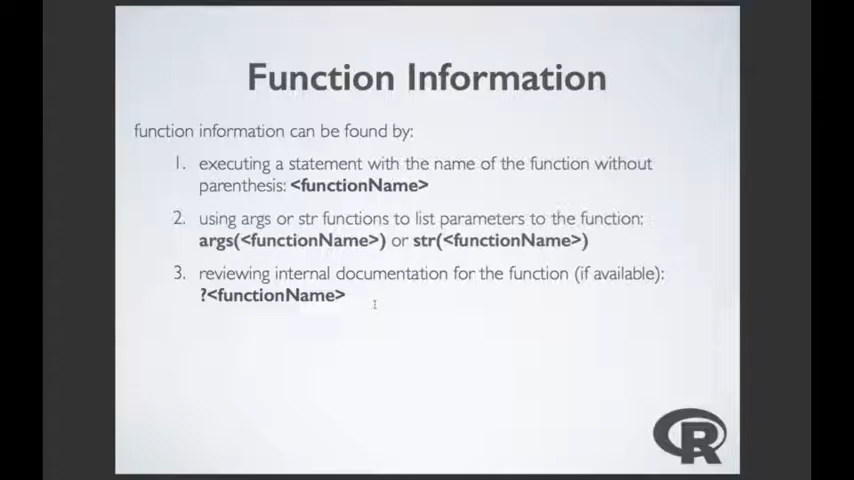 Function Information
function information can be found by:
1. executing a statement with the name of the function without
parenthesis: <functionName>
2. using args or str functions to list parameters to the function:
args(<functionName>) or str(<functionName>)
3. reviewing internal documentation for the function (if available):
?<functionName>
R